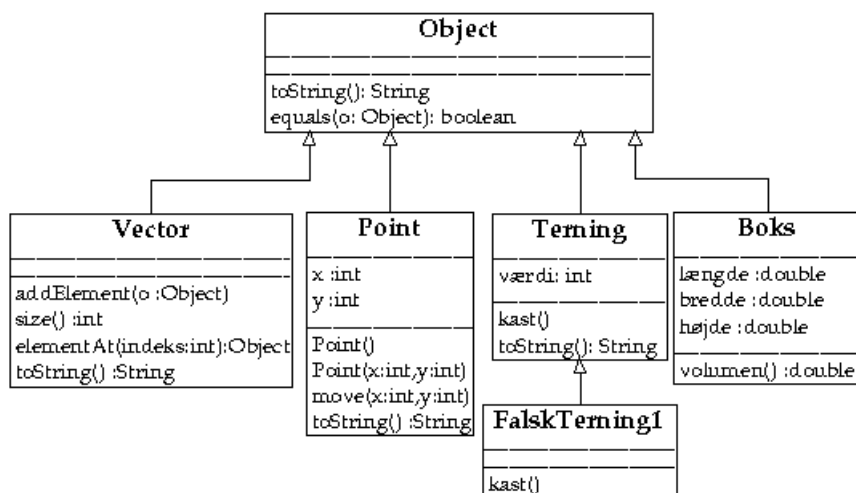 Object
toString(): String
equals(o: Object): boolean
Vector
addElement(o :Object)
size() :int
elementAt(indeks:int):Object
toString() :String
Point
x :int
y :int
Point()
Point(x:int,y:int)
move(x:int,y:int)
toString() :String
Terning
værdi: int
kast()
toString(): String
FalskTerning1
kast()
Boks
længde :double
bredde :double
højde :double
volumen() :double